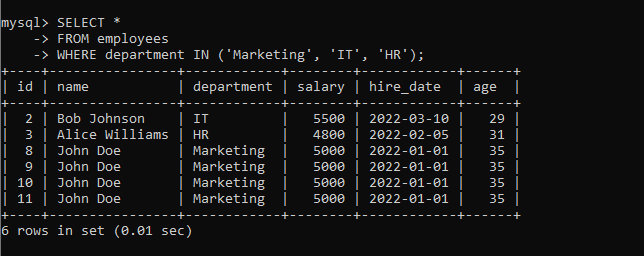 mysql> SELECT *
    -> FROM employees
    -> WHERE department IN ('Marketing', 'IT', 'HR');
+----+----------------+------------+--------+------------+------+
| id | name           | department | salary | hire_date  | age  |
+----+----------------+------------+--------+------------+------+
|  2 | Bob Johnson    | IT         |   5500 | 2022-03-10 |   29 |
|  3 | Alice Williams | HR         |   4800 | 2022-02-05 |   31 |
|  8 | John Doe       | Marketing  |   5000 | 2022-01-01 |   35 |
|  9 | John Doe       | Marketing  |   5000 | 2022-01-01 |   35 |
| 10 | John Doe       | Marketing  |   5000 | 2022-01-01 |   35 |
| 11 | John Doe       | Marketing  |   5000 | 2022-01-01 |   35 |
+----+----------------+------------+--------+------------+------+
6 rows in set (0.01 sec)